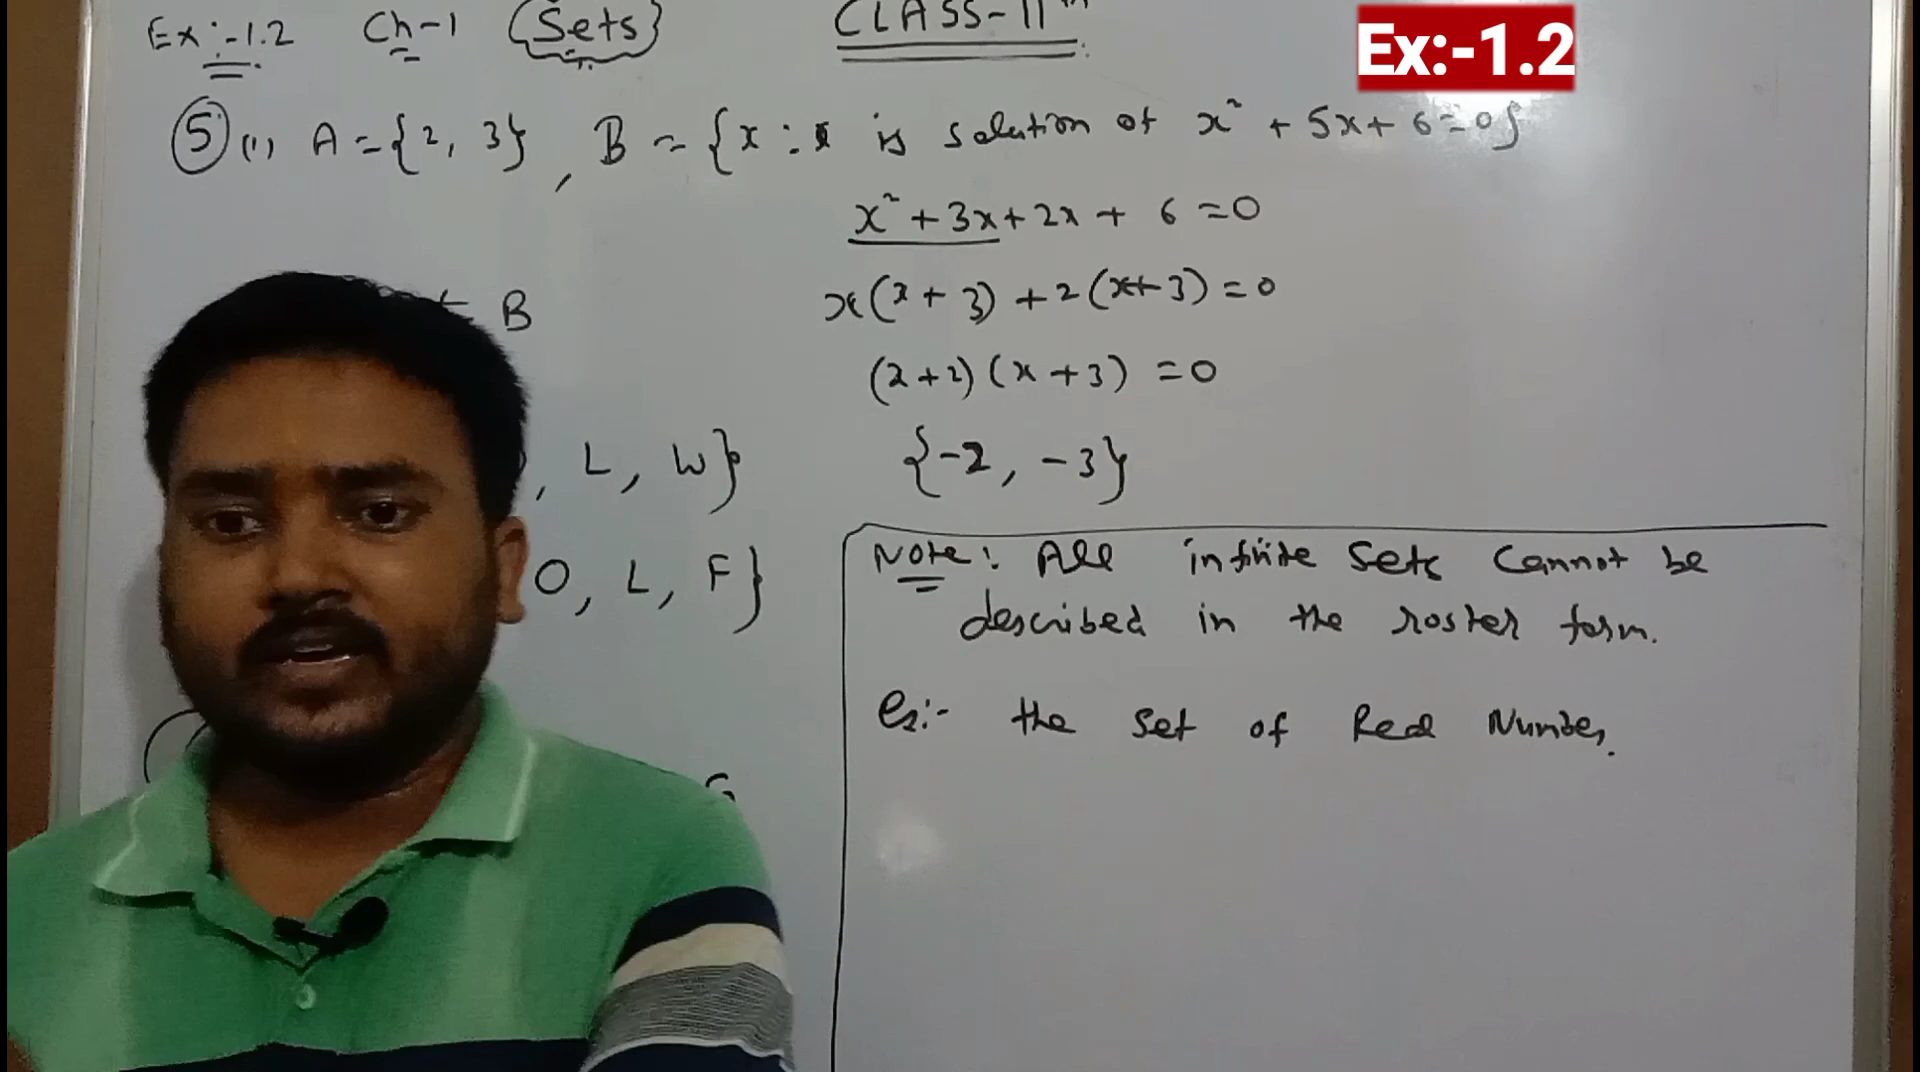 Ex:-1.2 Ch-1 (Sets) CLASS-11th
Ex:-1.2
(5) (i) A = {2, 3}, B = {x : x is solution of x² + 5x + 6 = 0}
x² + 3x + 2x + 6 = 0
x(x + 3) + 2(x + 3) = 0
B
(x + 2) (x + 3) = 0
, L, W}
{-2, -3}
Note: All infinite sets cannot be
described in the roster form.
O, L, F}
Ex:- the set of Real Number.